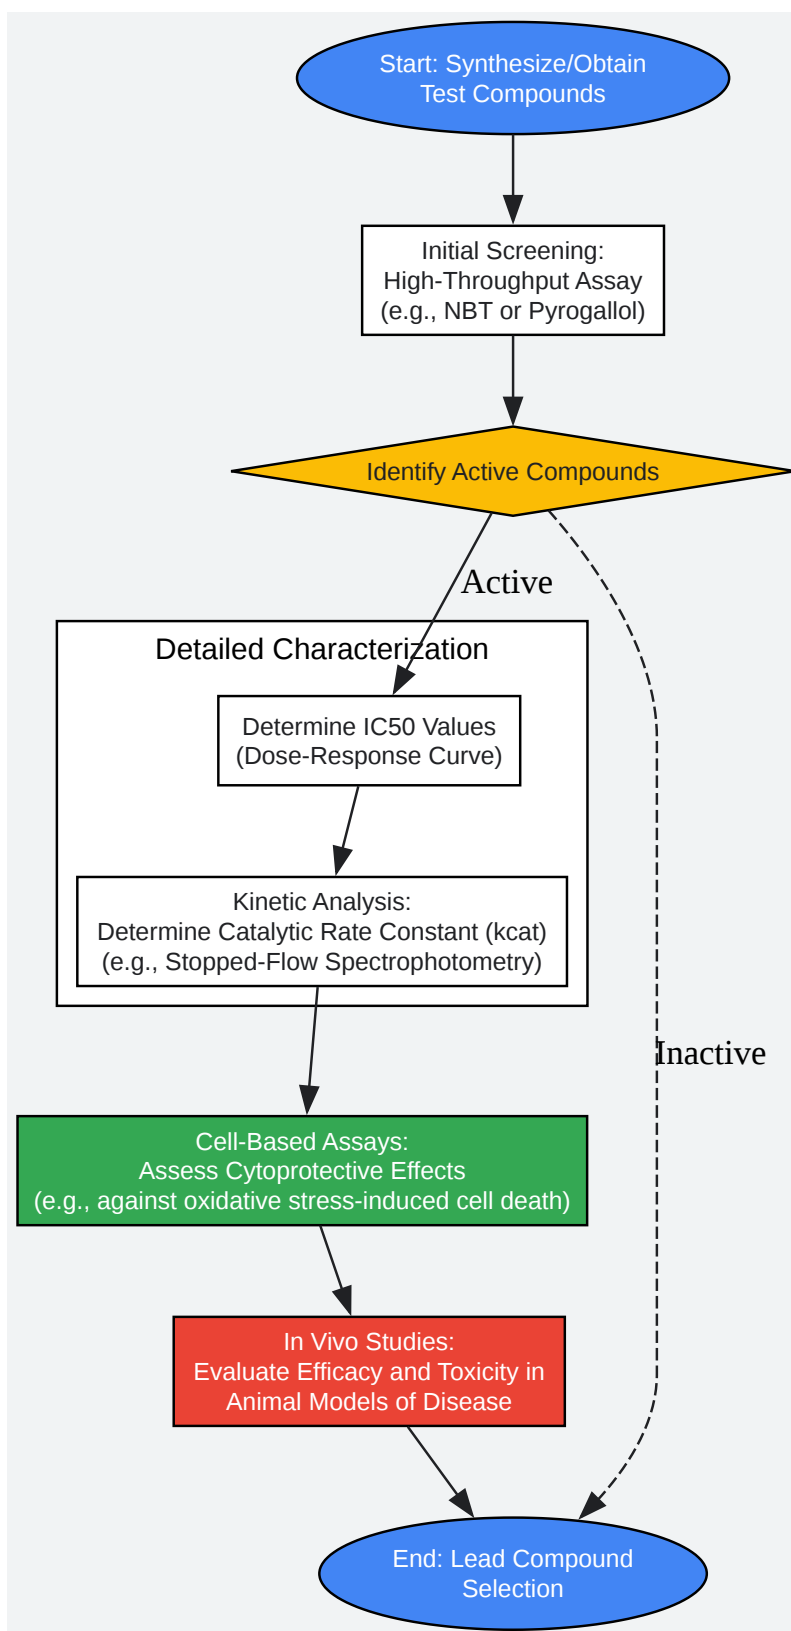 Start: Synthesize/Obtain
Test Compounds
Initial Screening:
High-Throughput Assay
(e.g., NBT or Pyrogallol)
Identify Active Compounds
Active
Detailed Characterization
Determine IC50 Values
(Dose-Response Curve)
Kinetic Analysis:
Determine Catalytic Rate Constant (kcat)
(e.g., Stopped-Flow Spectrophotometry)
Inactive
Cell-Based Assays:
Assess Cytoprotective Effects
(e.g., against oxidative stress-induced cell death)
In Vivo Studies:
Evaluate Efficacy and Toxicity in
Animal Models of Disease
End: Lead Compound
Selection